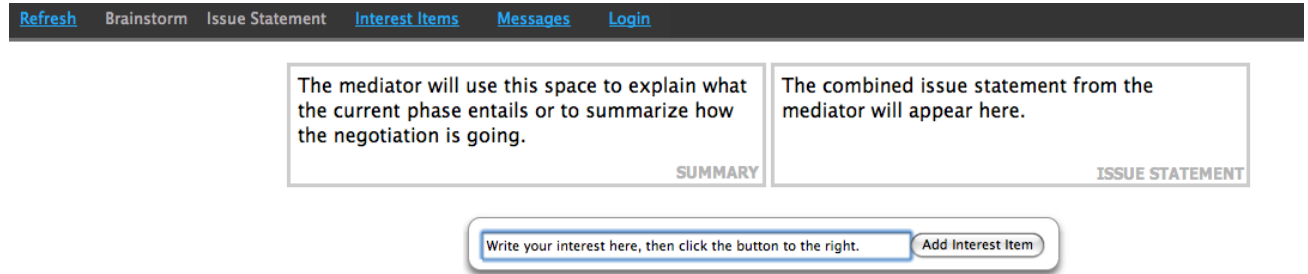 Refresh Brainstorm Issue Statement Interest Items Messages Login
The mediator will use this space to explain what
the current phase entails or to summarize how
the negotiation is going.
SUMMARY
The combined issue statement from the
mediator will appear here.
ISSUE STATEMENT
Write your interest here, then click the button to the right. Add Interest Item